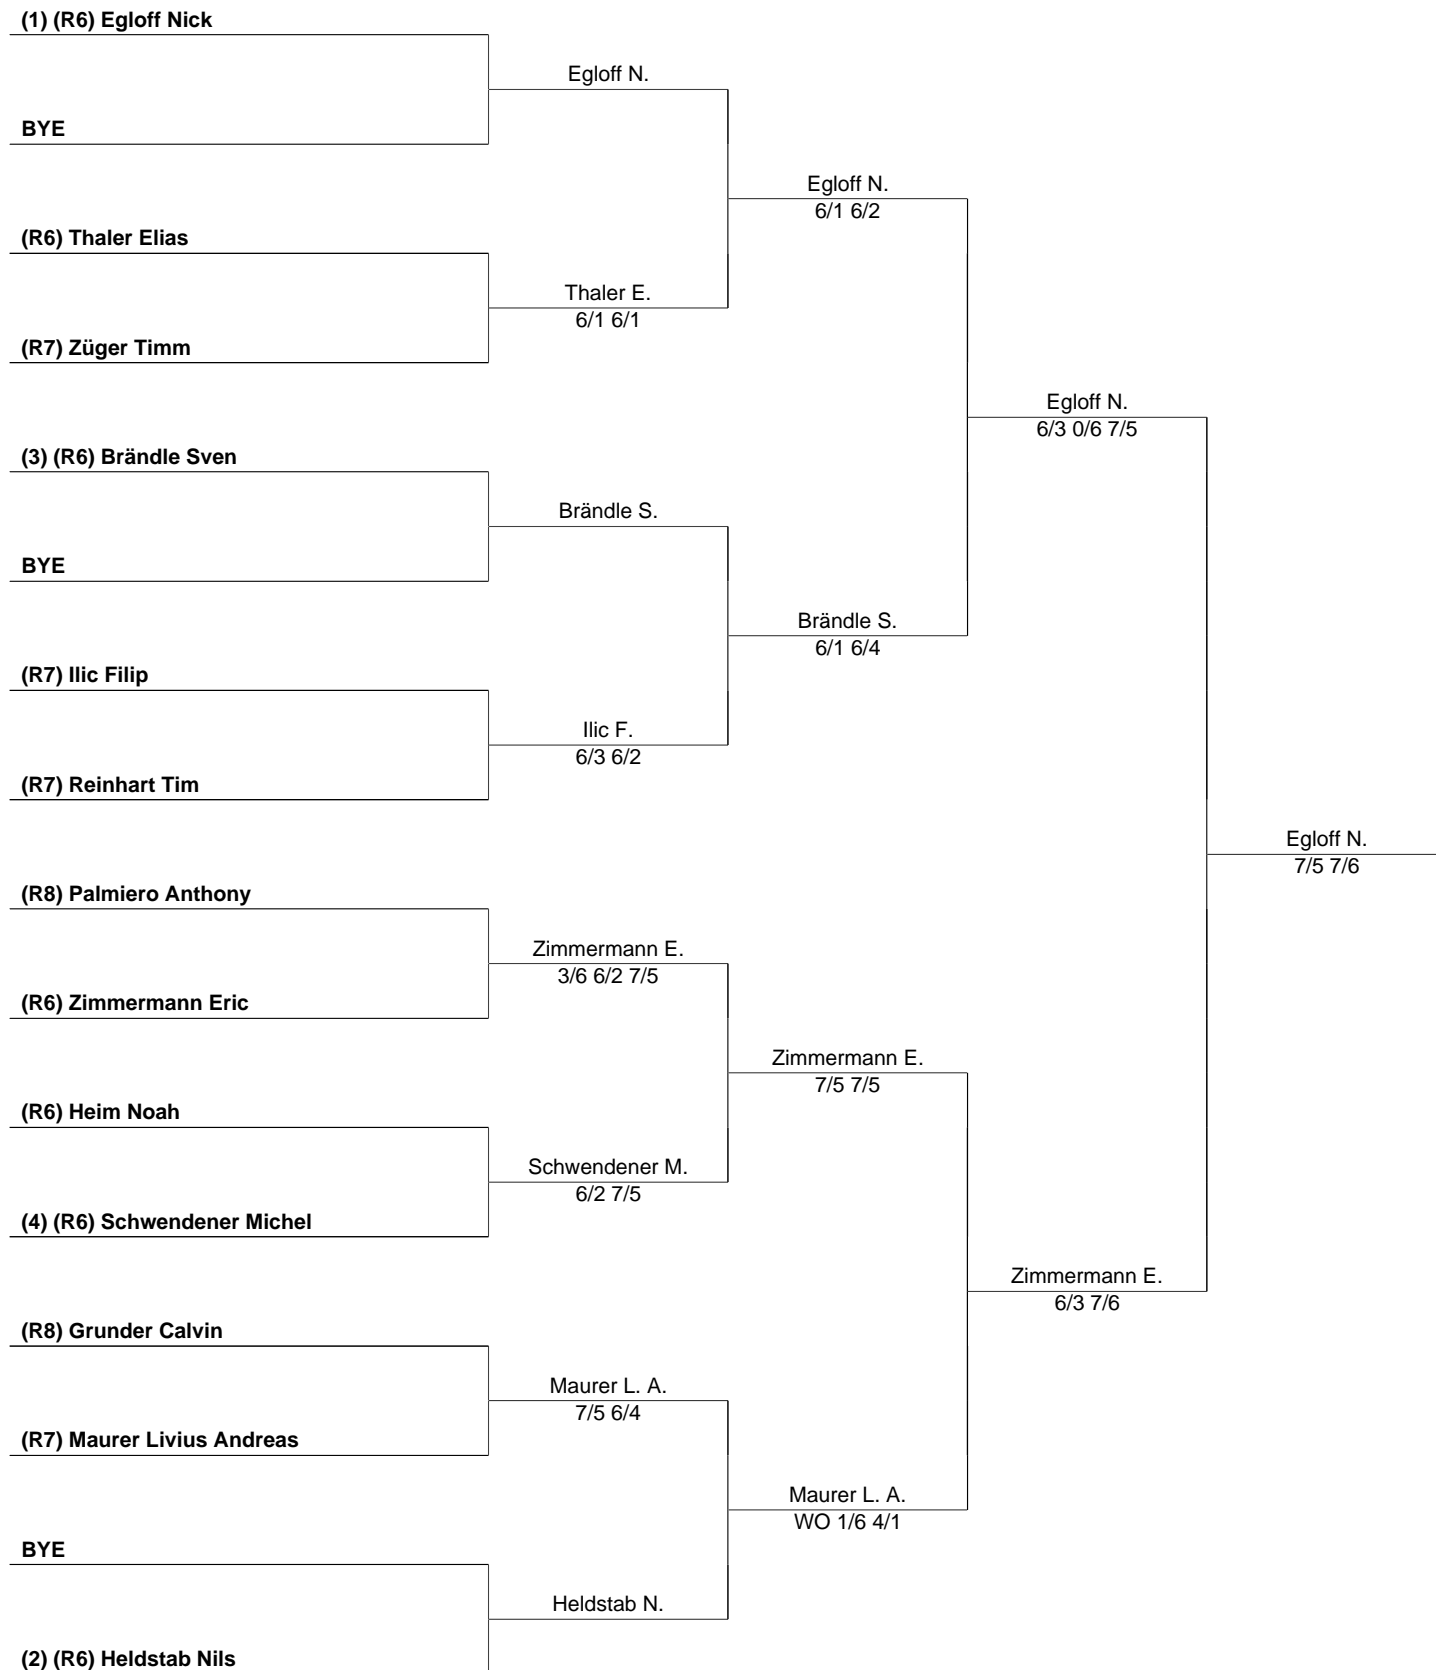 (1) (R6) Egloff Nick
Egloff N.
BYE
Egloff N.
6/1 6/2
(R6) Thaler Elias
Thaler E.
6/1 6/1
(R7) Züger Timm
Egloff N.
6/3 0/6 7/5
(3) (R6) Brändle Sven
Brändle S.
BYE
Brändle S.
6/1 6/4
(R7) Ilic Filip
Ilic F.
6/3 6/2
(R7) Reinhart Tim
Egloff N.
7/5 7/6
(R8) Palmiero Anthony
Zimmermann E.
3/6 6/2 7/5
(R6) Zimmermann Eric
Zimmermann E.
7/5 7/5
(R6) Heim Noah
Schwendener M.
6/2 7/5
(4) (R6) Schwendener Michel
Zimmermann E.
6/3 7/6
(R8) Grunder Calvin
Maurer L. A.
7/5 6/4
(R7) Maurer Livius Andreas
Maurer L. A.
WO 1/6 4/1
BYE
Heldstab N.
(2) (R6) Heldstab Nils